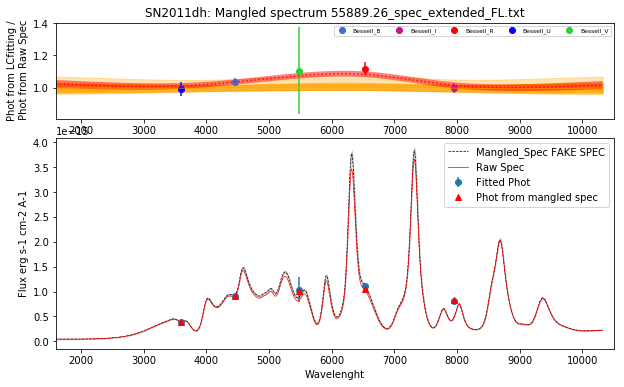 SN2011dh: Mangled spectrum 55889.26_spec_extended_FL.txt
Phot from LCfitting /
Phot from Raw Spec
1.4
1.2
1.0
Bessell_B
Bessell_I
Bessell_R
Bessell_U
Bessell_V
2000 3000 4000 5000 6000 7000 8000 9000 10000
Flux erg s-1 cm-2 A-1
4.0
3.5
3.0
2.5
2.0
1.5
1.0
0.5
0.0
Mangled_Spec FAKE SPEC
Raw Spec
Fitted Phot
Phot from mangled spec
2000 3000 4000 5000 6000 7000 8000 9000 10000
Wavelenght